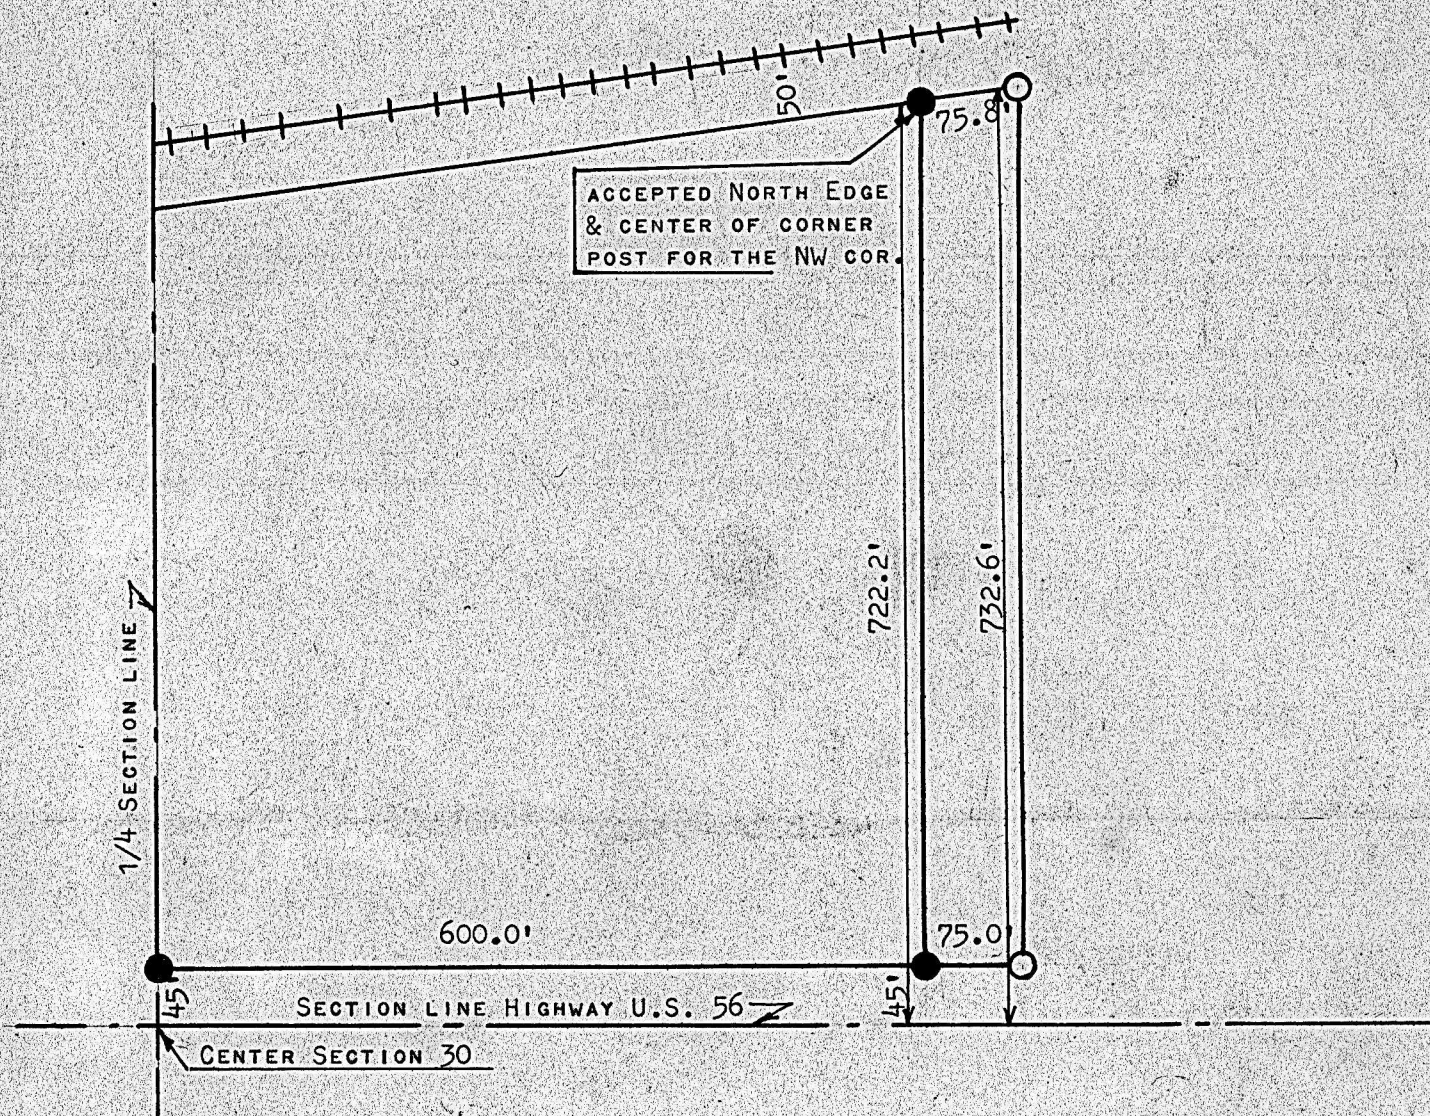 50'
75.8'
ACCEPTED NORTH EDGE
& CENTER OF CORNER
POST FOR THE NW COR.
722.2'
732.6'
1/4 SECTION LINE
600.0'
75.0'
45'
45'
SECTION LINE HIGHWAY U.S. 56
CENTER SECTION 30